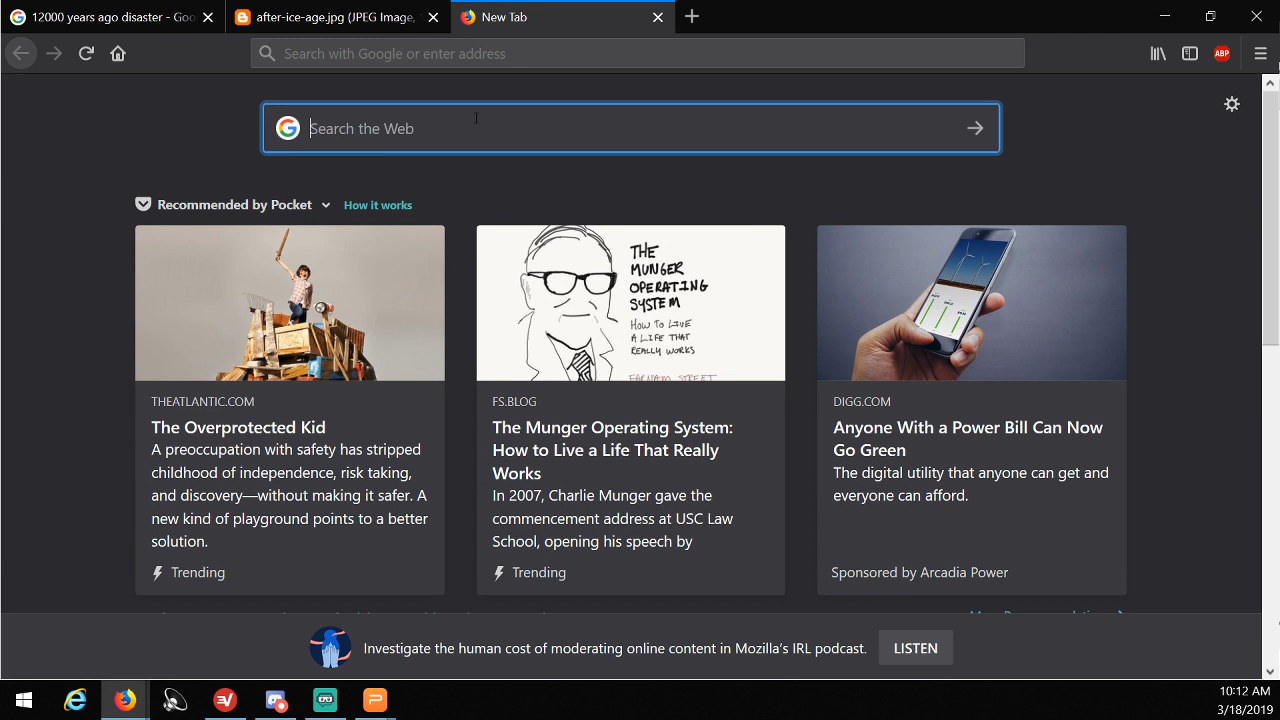 12000 years ago disaster - Goo
after-ice-age.jpg (JPEG Image,
New Tab
Search with Google or enter address
ABP
Search the Web
Recommended by Pocket
How it works
THE
MUNGER
OPERATING
SYSTEM
HOW TO LIVE
A LIFE THAT
REALLY WORKS
FARNAM STREET
THEATLANTIC.COM
The Overprotected Kid
A preoccupation with safety has stripped
childhood of independence, risk taking,
and discovery—without making it safer. A
new kind of playground points to a better
solution.
Trending
FS.BLOG
The Munger Operating System:
How to Live a Life That Really
Works
In 2007, Charlie Munger gave the
commencement address at USC Law
School, opening his speech by
Trending
DIGG.COM
Anyone With a Power Bill Can Now
Go Green
The digital utility that anyone can get and
everyone can afford.
Sponsored by Arcadia Power
Investigate the human cost of moderating online content in Mozilla's IRL podcast.
LISTEN
10:12 AM
3/18/2019